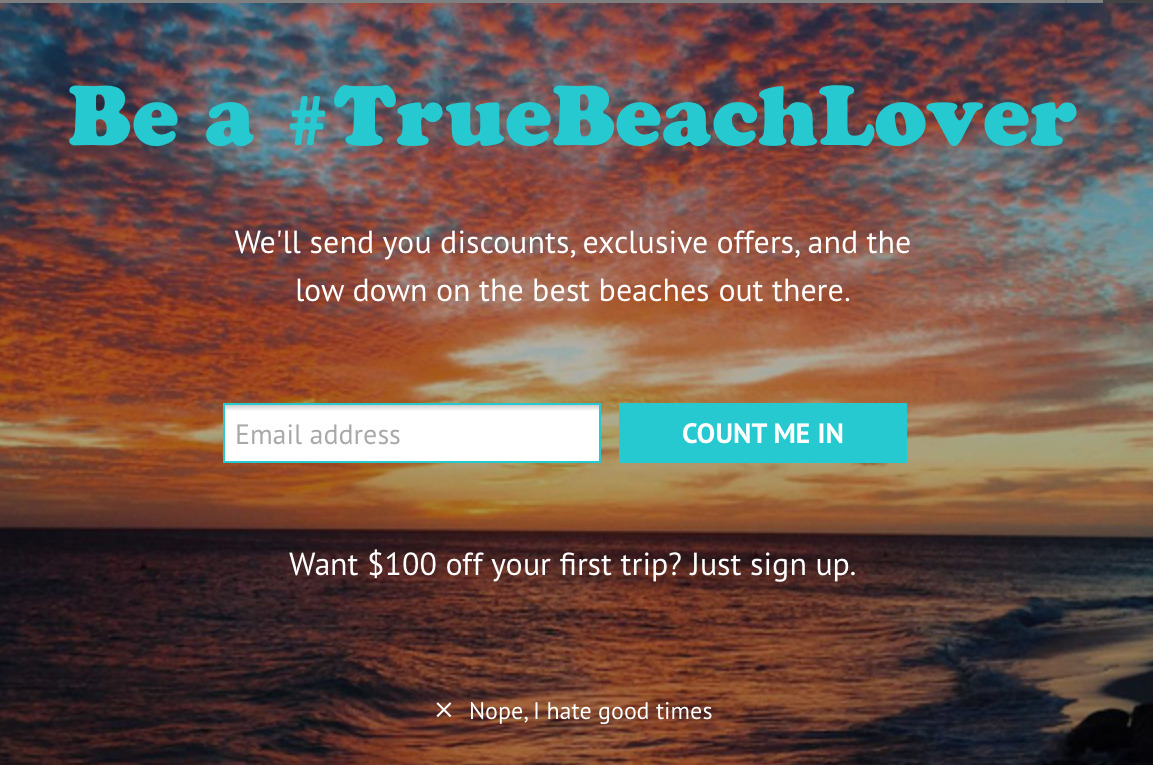 Be a #TrueBeachLover
We'll send you discounts, exclusive offers, and the
low down on the best beaches out there.
Email address
COUNT ME IN
Want $100 off your first trip? Just sign up.
× Nope, I hate good times